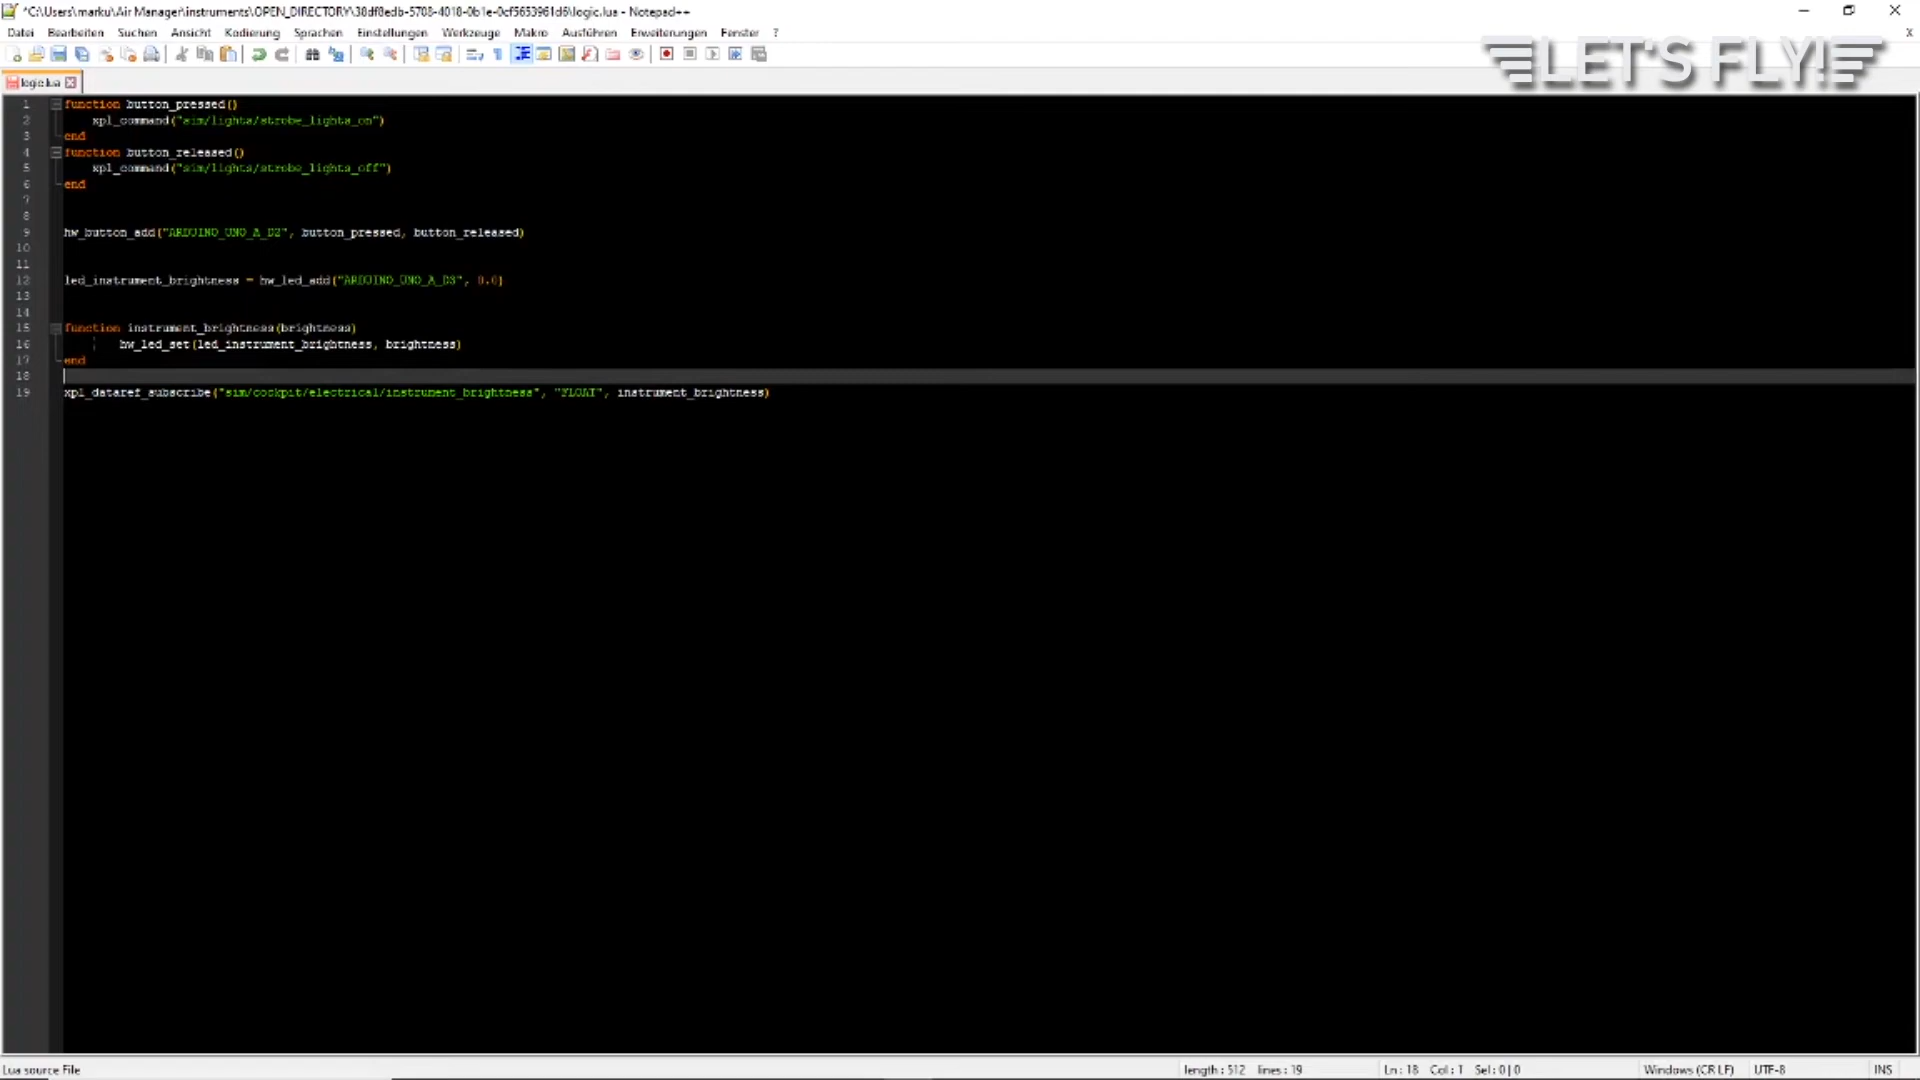 *C:\Users\marku\Air Manager\instruments\OPEN_DIRECTORY\38df8edb-5708-4018-0b1e-0cf5653961d6\logic.lua - Notepad++
Datei Bearbeiten Suchen Ansicht Kodierung Sprachen Einstellungen Werkzeuge Makro Ausführen Erweiterungen Fenster ? X
LET'S FLY!
logic.lua
1 function button_pressed()
2 xpl_command("sim/lights/strobe_lights_on")
3 end
4 function button_released()
5 xpl_command("sim/lights/strobe_lights_off")
6 end
7
8
9 hw_button_add("ARDUINO_UNO_A_D2", button_pressed, button_released)
10
11
12 led_instrument_brightness = hw_led_add("ARDUINO_UNO_A_D3", 0.0)
13
14
15 function instrument_brightness(brightness)
16 hw_led_set(led_instrument_brightness, brightness)
17 end
18
19 xpl_dataref_subscribe("sim/cockpit/electrical/instrument_brightness", "FLOAT", instrument_brightness)
Lua source File length : 512 lines : 19 Ln : 18 Col : 1 Sel : 0 | 0 Windows (CR LF) UTF-8 INS